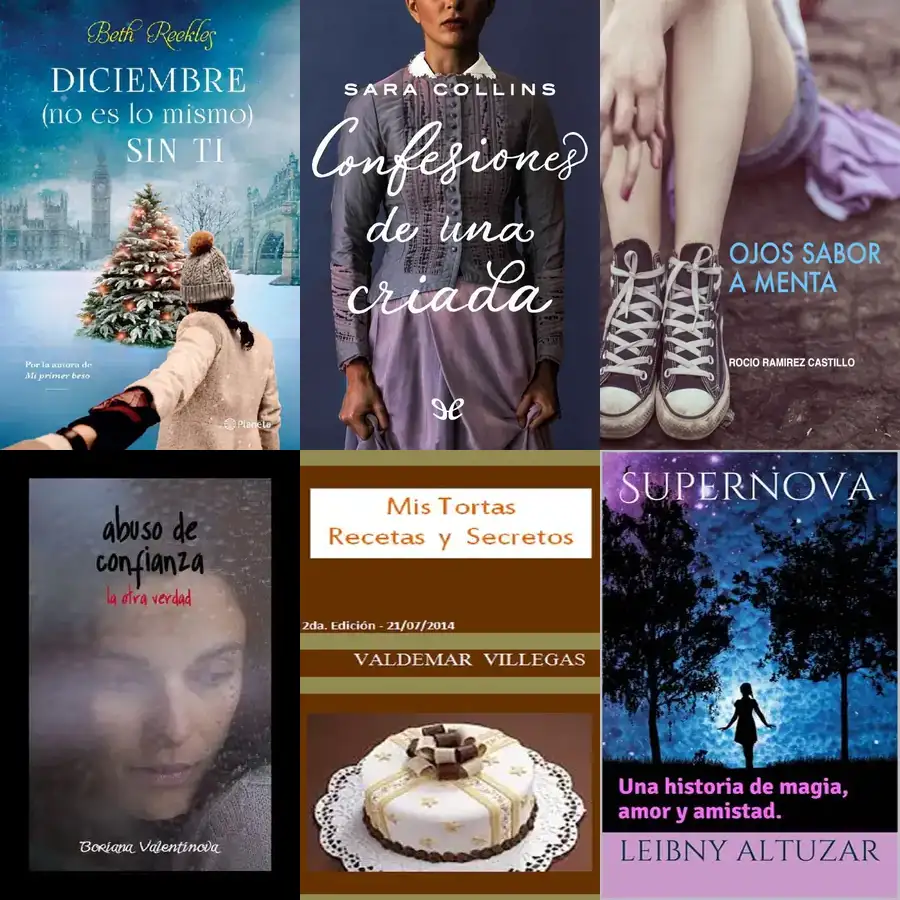 Beth Reekles
DICIEMBRE
(no es lo mismo)
SIN TI
Por la autora de
Mi primer beso
Planeta
SARA COLLINS
Confesiones
de una
criada
OJOS SABOR
A MENTA
ROCIO RAMIREZ CASTILLO
abuso de
confianza
la otra verdad
Boriana Valentinova
Mis Tortas
Recetas y Secretos
2da. Edición - 21/07/2014
VALDEMAR VILLEGAS
SUPERNOVA
Una historia de magia,
amor y amistad.
LEIBNY ALTUZAR